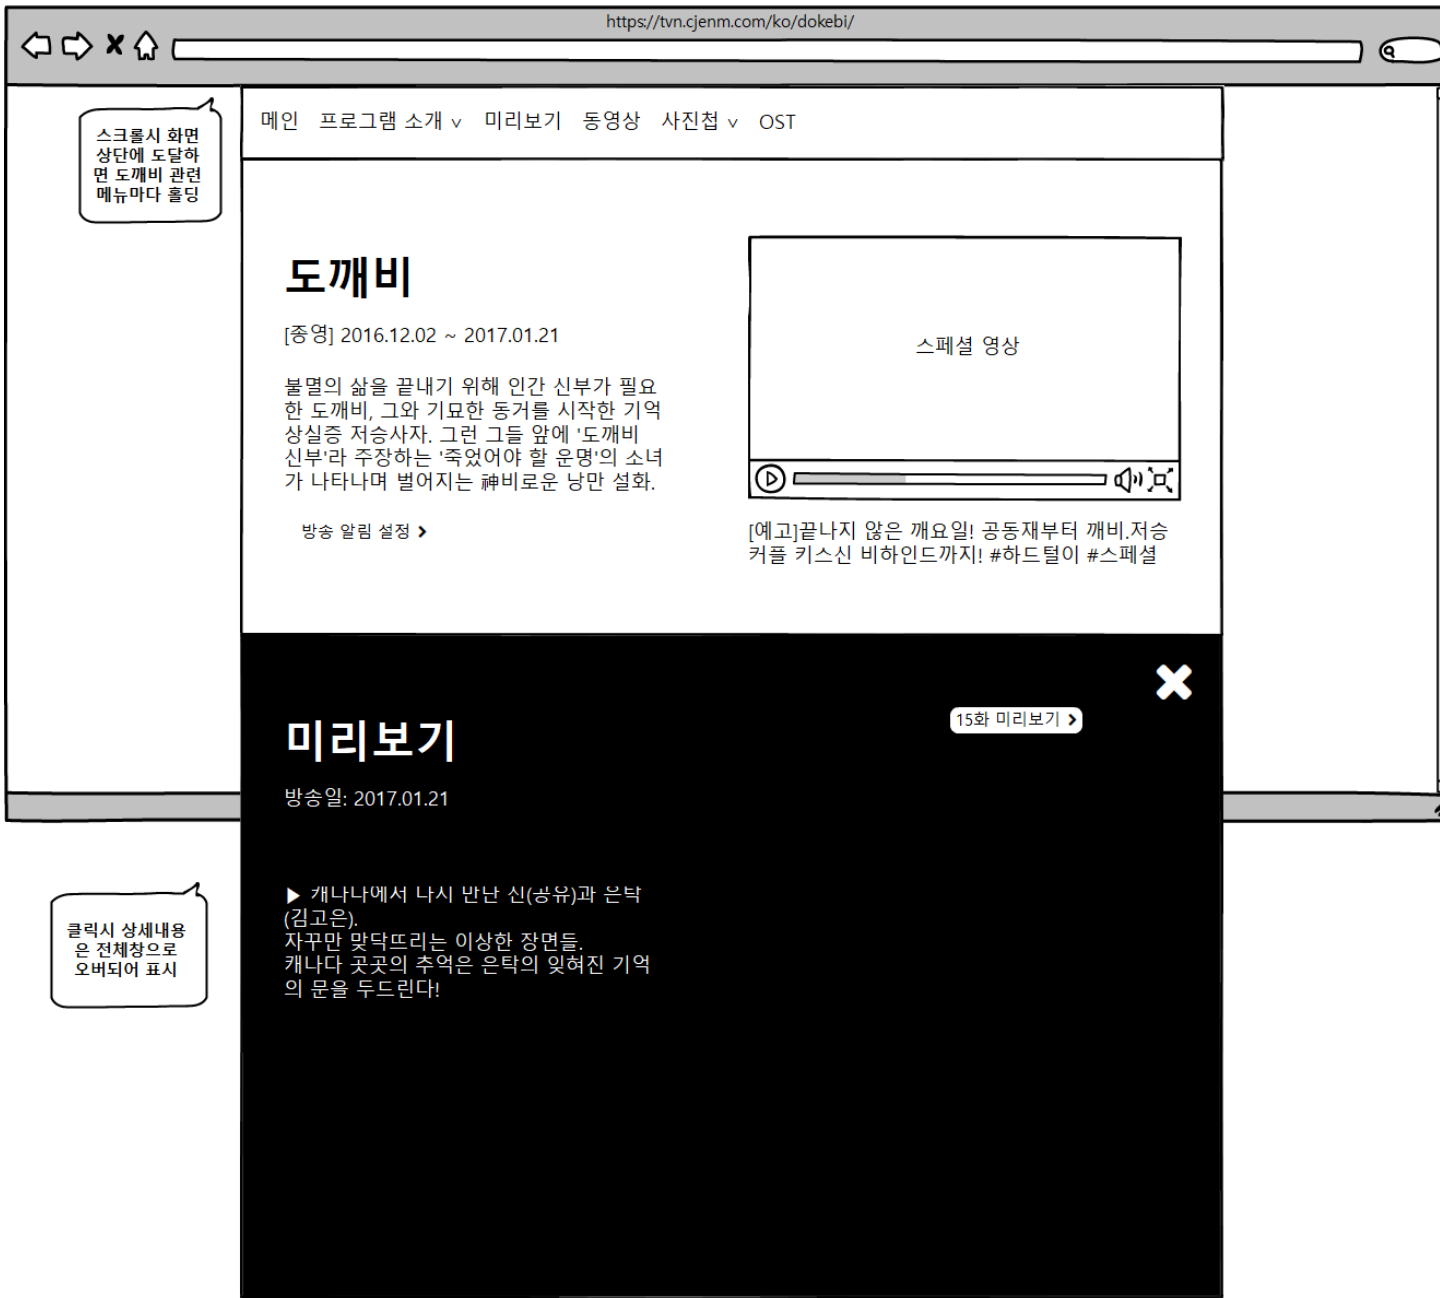 https://tvn.cjenm.com/ko/dokebi/
스크롤시 화면
상단에 도달하
면 도깨비 관련
메뉴마다 홀딩
메인 프로그램 소개 ∨ 미리보기 동영상 사진첩 ∨ OST
도깨비
[종영] 2016.12.02 ~ 2017.01.21
불멸의 삶을 끝내기 위해 인간 신부가 필요
한 도깨비, 그와 기묘한 동거를 시작한 기억
상실증 저승사자. 그런 그들 앞에 '도깨비
신부'라 주장하는 '죽었어야 할 운명'의 소녀
가 나타나며 벌어지는 神비로운 낭만 설화.
방송 알림 설정
스페셜 영상
[예고]끝나지 않은 깨요일! 공동재부터 깨비.저승
커플 키스신 비하인드까지! #하드털이 #스페셜
미리보기
15화 미리보기
방송일: 2017.01.21
▶ 캐나다에서 다시 만난 신(공유)과 은탁
(김고은).
자꾸만 맞닥뜨리는 이상한 장면들.
캐나다 곳곳의 추억은 은탁의 잊혀진 기억
의 문을 두드린다!
클릭시 상세내용
은 전체창으로
오버되어 표시